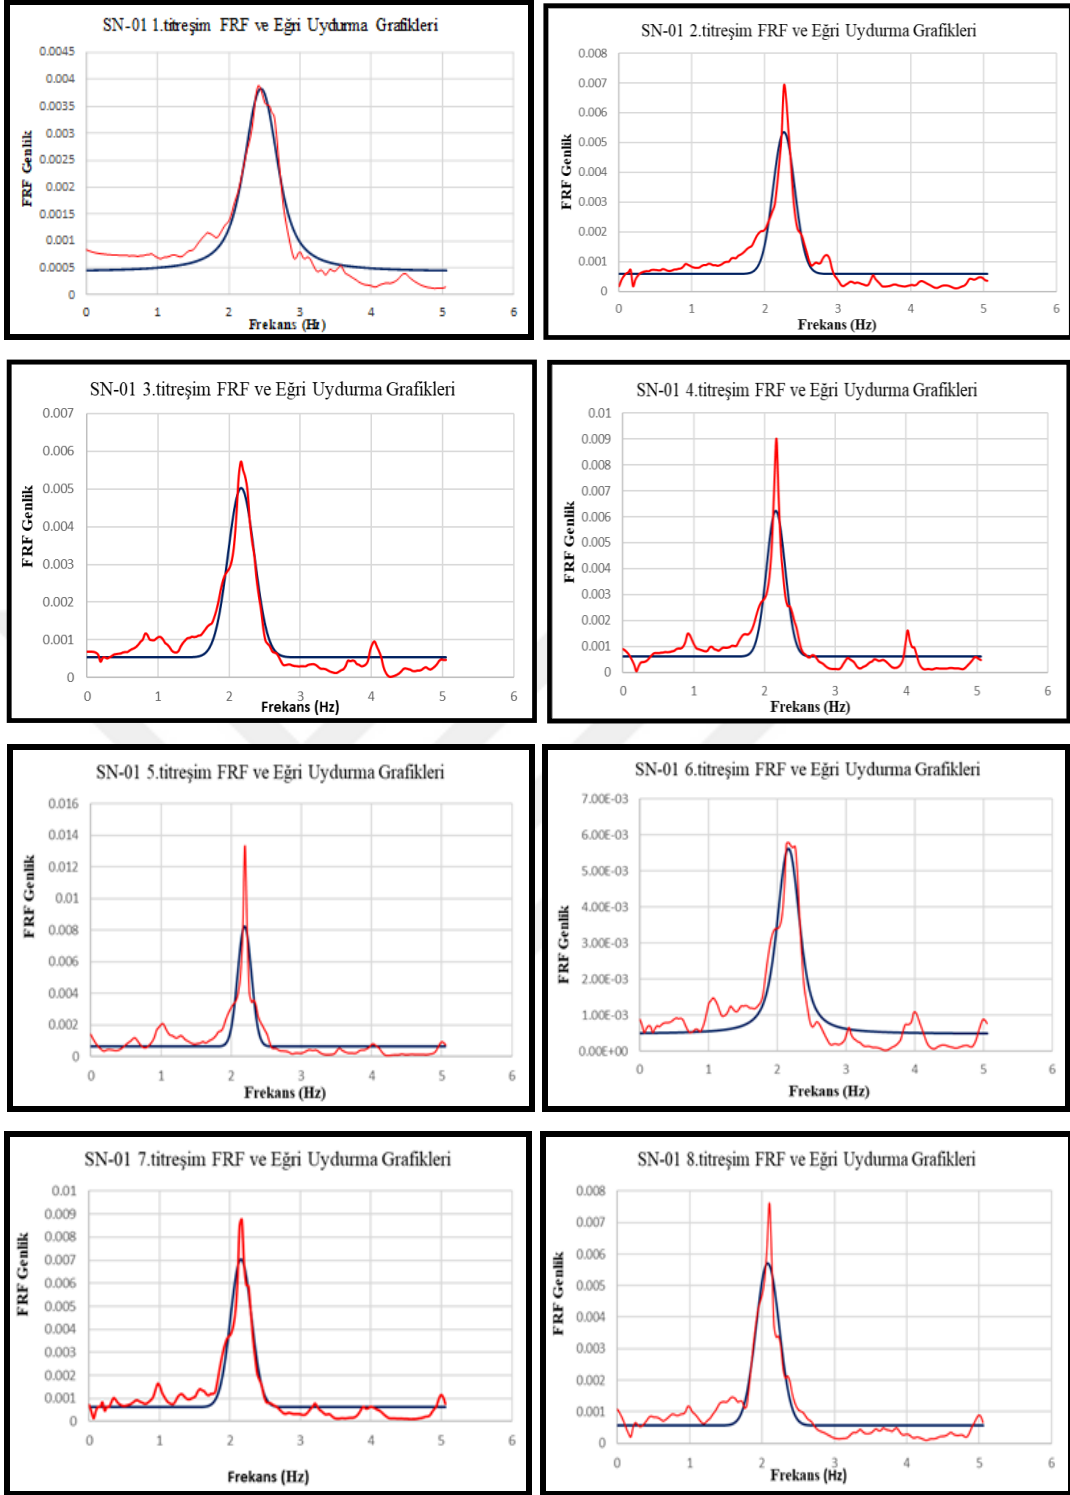 SN-01 1.titreşim FRF ve Eğri Uydurma Grafikleri
FRF Genlik
0.0045
0.004
0.0035
0.003
0.0025
0.002
0.0015
0.001
0.0005
0
0 1 2 3 4 5 6
Frekans (Hz)
SN-01 2.titreşim FRF ve Eğri Uydurma Grafikleri
FRF Genlik
0.008
0.007
0.006
0.005
0.004
0.003
0.002
0.001
0
0 1 2 3 4 5 6
Frekans (Hz)
SN-01 3.titreşim FRF ve Eğri Uydurma Grafikleri
FRF Genlik
0.007
0.006
0.005
0.004
0.003
0.002
0.001
0
0 1 2 3 4 5 6
Frekans (Hz)
SN-01 4.titreşim FRF ve Eğri Uydurma Grafikleri
FRF Genlik
0.01
0.009
0.008
0.007
0.006
0.005
0.004
0.003
0.002
0.001
0
0 1 2 3 4 5 6
Frekans (Hz)
SN-01 5.titreşim FRF ve Eğri Uydurma Grafikleri
FRF Genlik
0.016
0.014
0.012
0.01
0.008
0.006
0.004
0.002
0
0 1 2 3 4 5 6
Frekans (Hz)
SN-01 6.titreşim FRF ve Eğri Uydurma Grafikleri
FRF Genlik
7.00E-03
6.00E-03
5.00E-03
4.00E-03
3.00E-03
2.00E-03
1.00E-03
0.00E+00
0 1 2 3 4 5 6
Frekans (Hz)
SN-01 7.titreşim FRF ve Eğri Uydurma Grafikleri
FRF Genlik
0.01
0.009
0.008
0.007
0.006
0.005
0.004
0.003
0.002
0.001
0
0 1 2 3 4 5 6
Frekans (Hz)
SN-01 8.titreşim FRF ve Eğri Uydurma Grafikleri
FRF Genlik
0.008
0.007
0.006
0.005
0.004
0.003
0.002
0.001
0
0 1 2 3 4 5 6
Frekans (Hz)